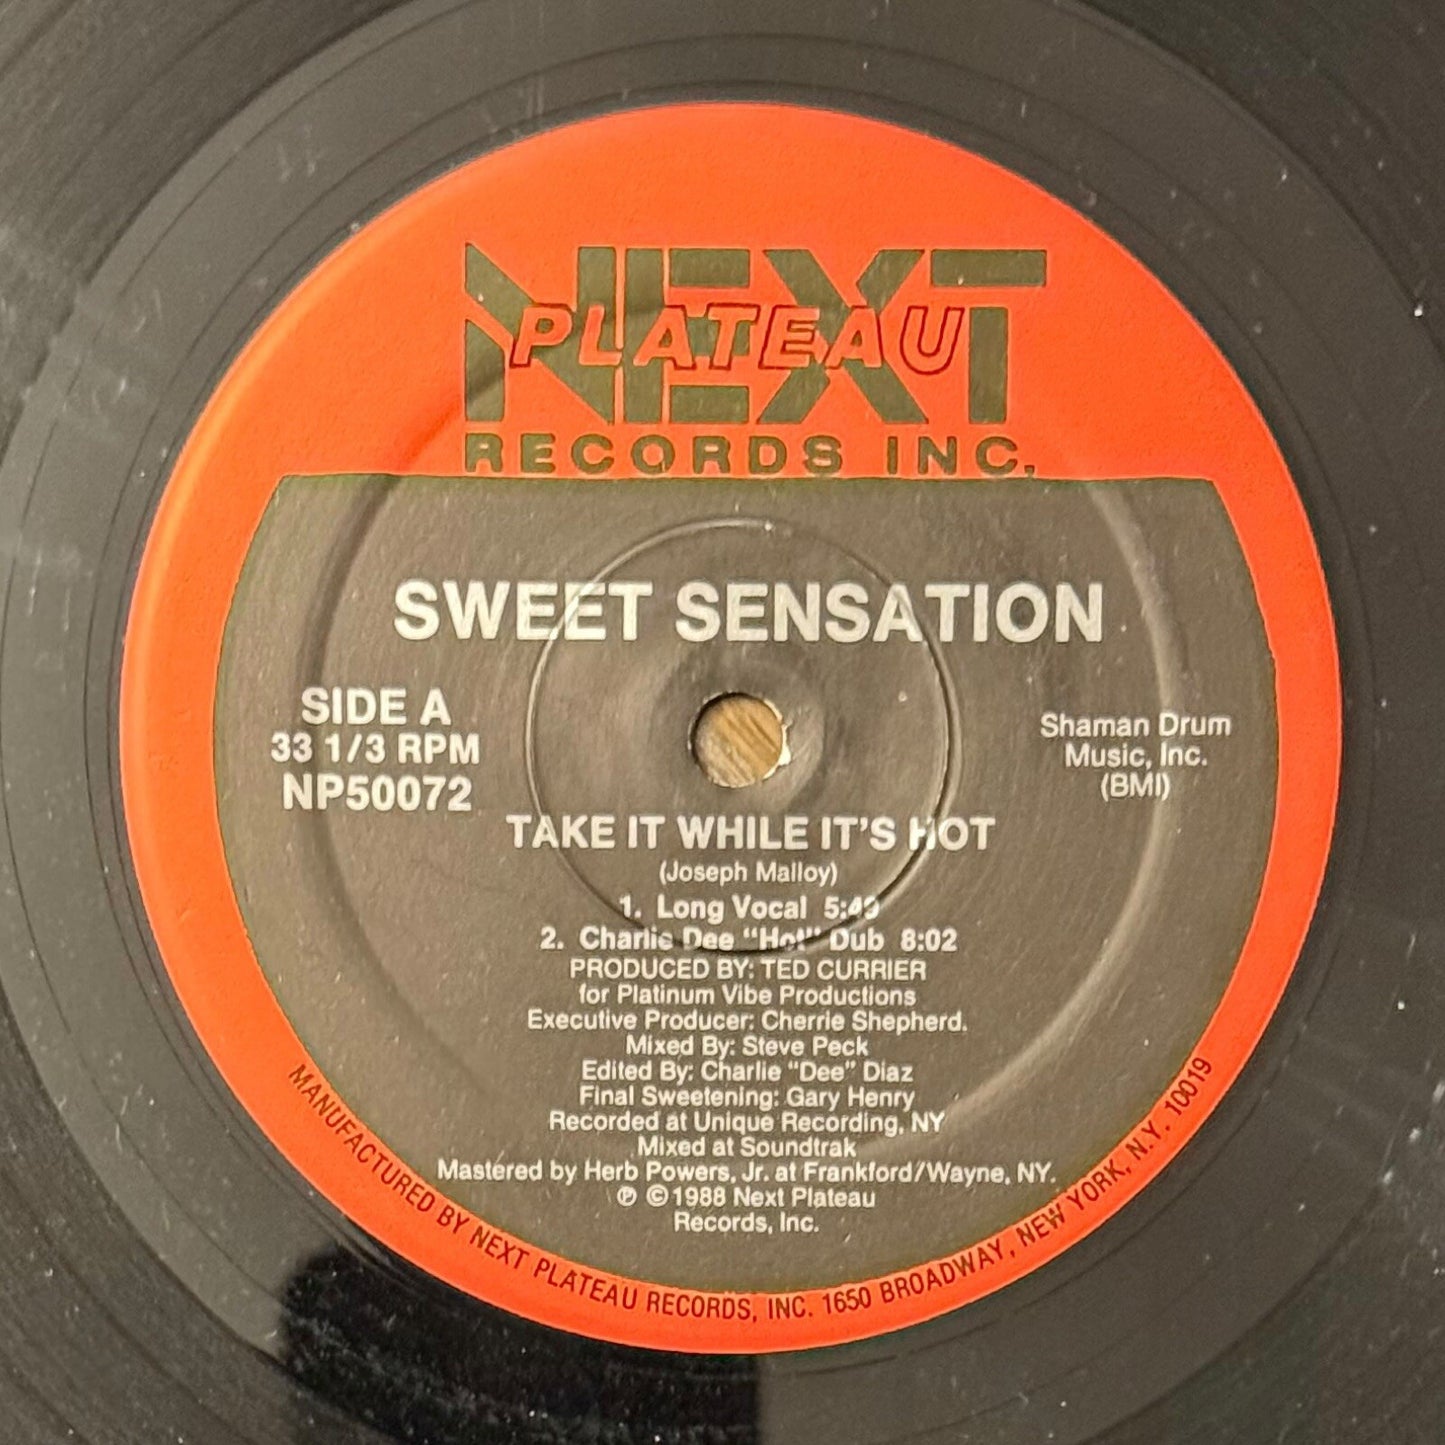 NEXT
PLATEAU
RECORDS INC.
SWEET SENSATION
SIDE A
33 1/3 RPM
NP50072
Shaman Drum
Music, Inc.
(BMI)
TAKE IT WHILE IT'S HOT
(Joseph Malloy)
1. Long Vocal 5:49
2. Charlie Dee "Hot" Dub 8:02
PRODUCED BY: TED CURRIER
for Platinum Vibe Productions
Executive Producer: Cherrie Shepherd.
Mixed By: Steve Peck
Edited By: Charlie "Dee" Diaz
Final Sweetening: Gary Henry
Recorded at Unique Recording, NY
Mixed at Soundtrak
Mastered by Herb Powers, Jr. at Frankford/Wayne, NY.
℗ © 1988 Next Plateau
Records, Inc.
MANUFACTURED BY NEXT PLATEAU RECORDS, INC. 1650 BROADWAY, NEW YORK, N.Y. 10019